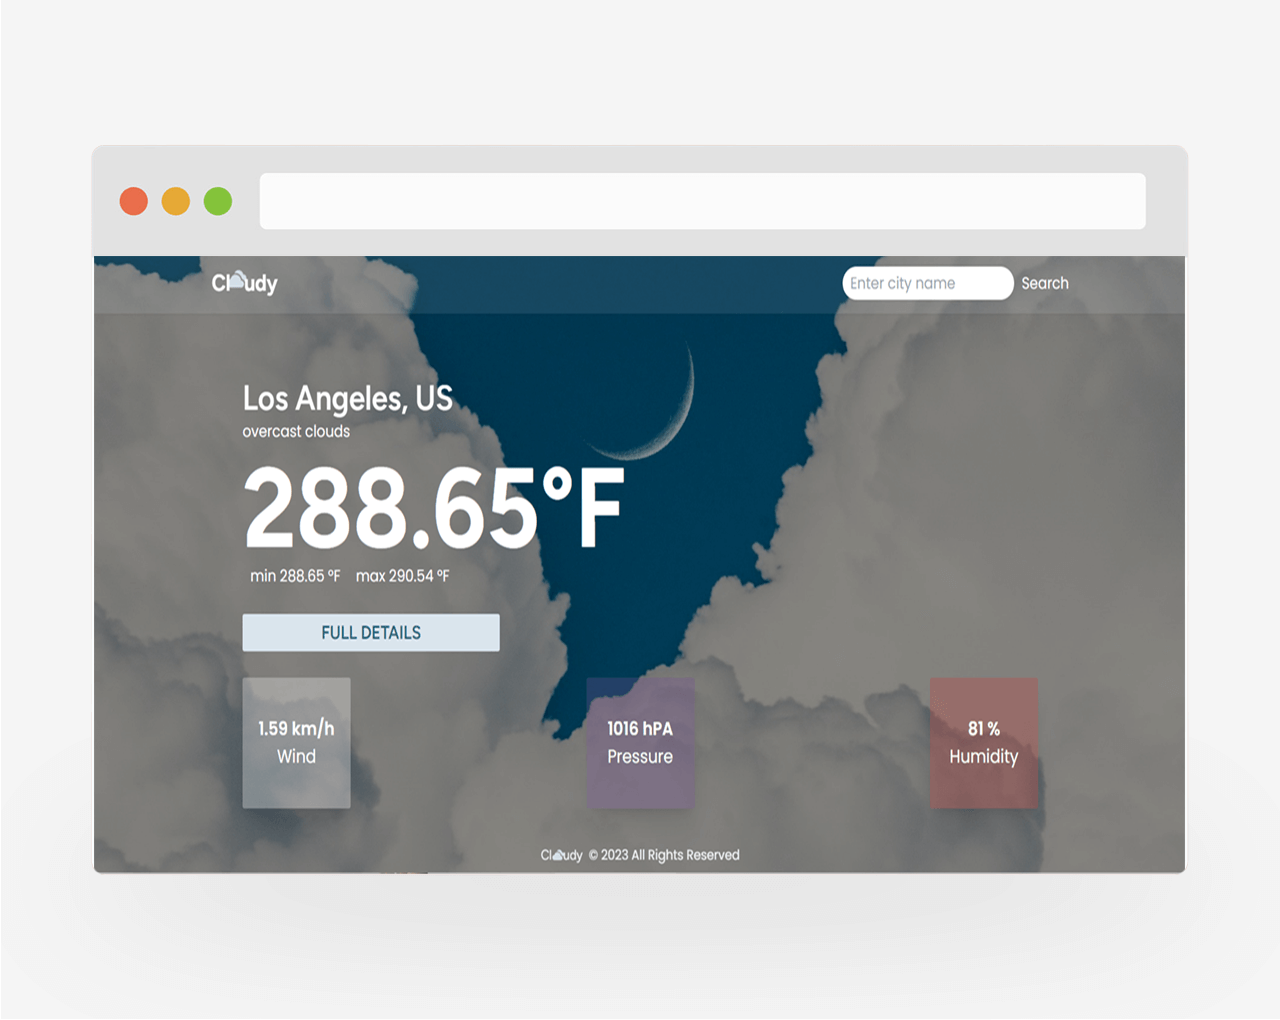 Cloudy
Enter city name
Search
Los Angeles, US
overcast clouds
288.65°F
min 288.65 °F max 290.54 °F
FULL DETAILS
1.59 km/h
Wind
1016 hPA
Pressure
81 %
Humidity
Cloudy © 2023 All Rights Reserved